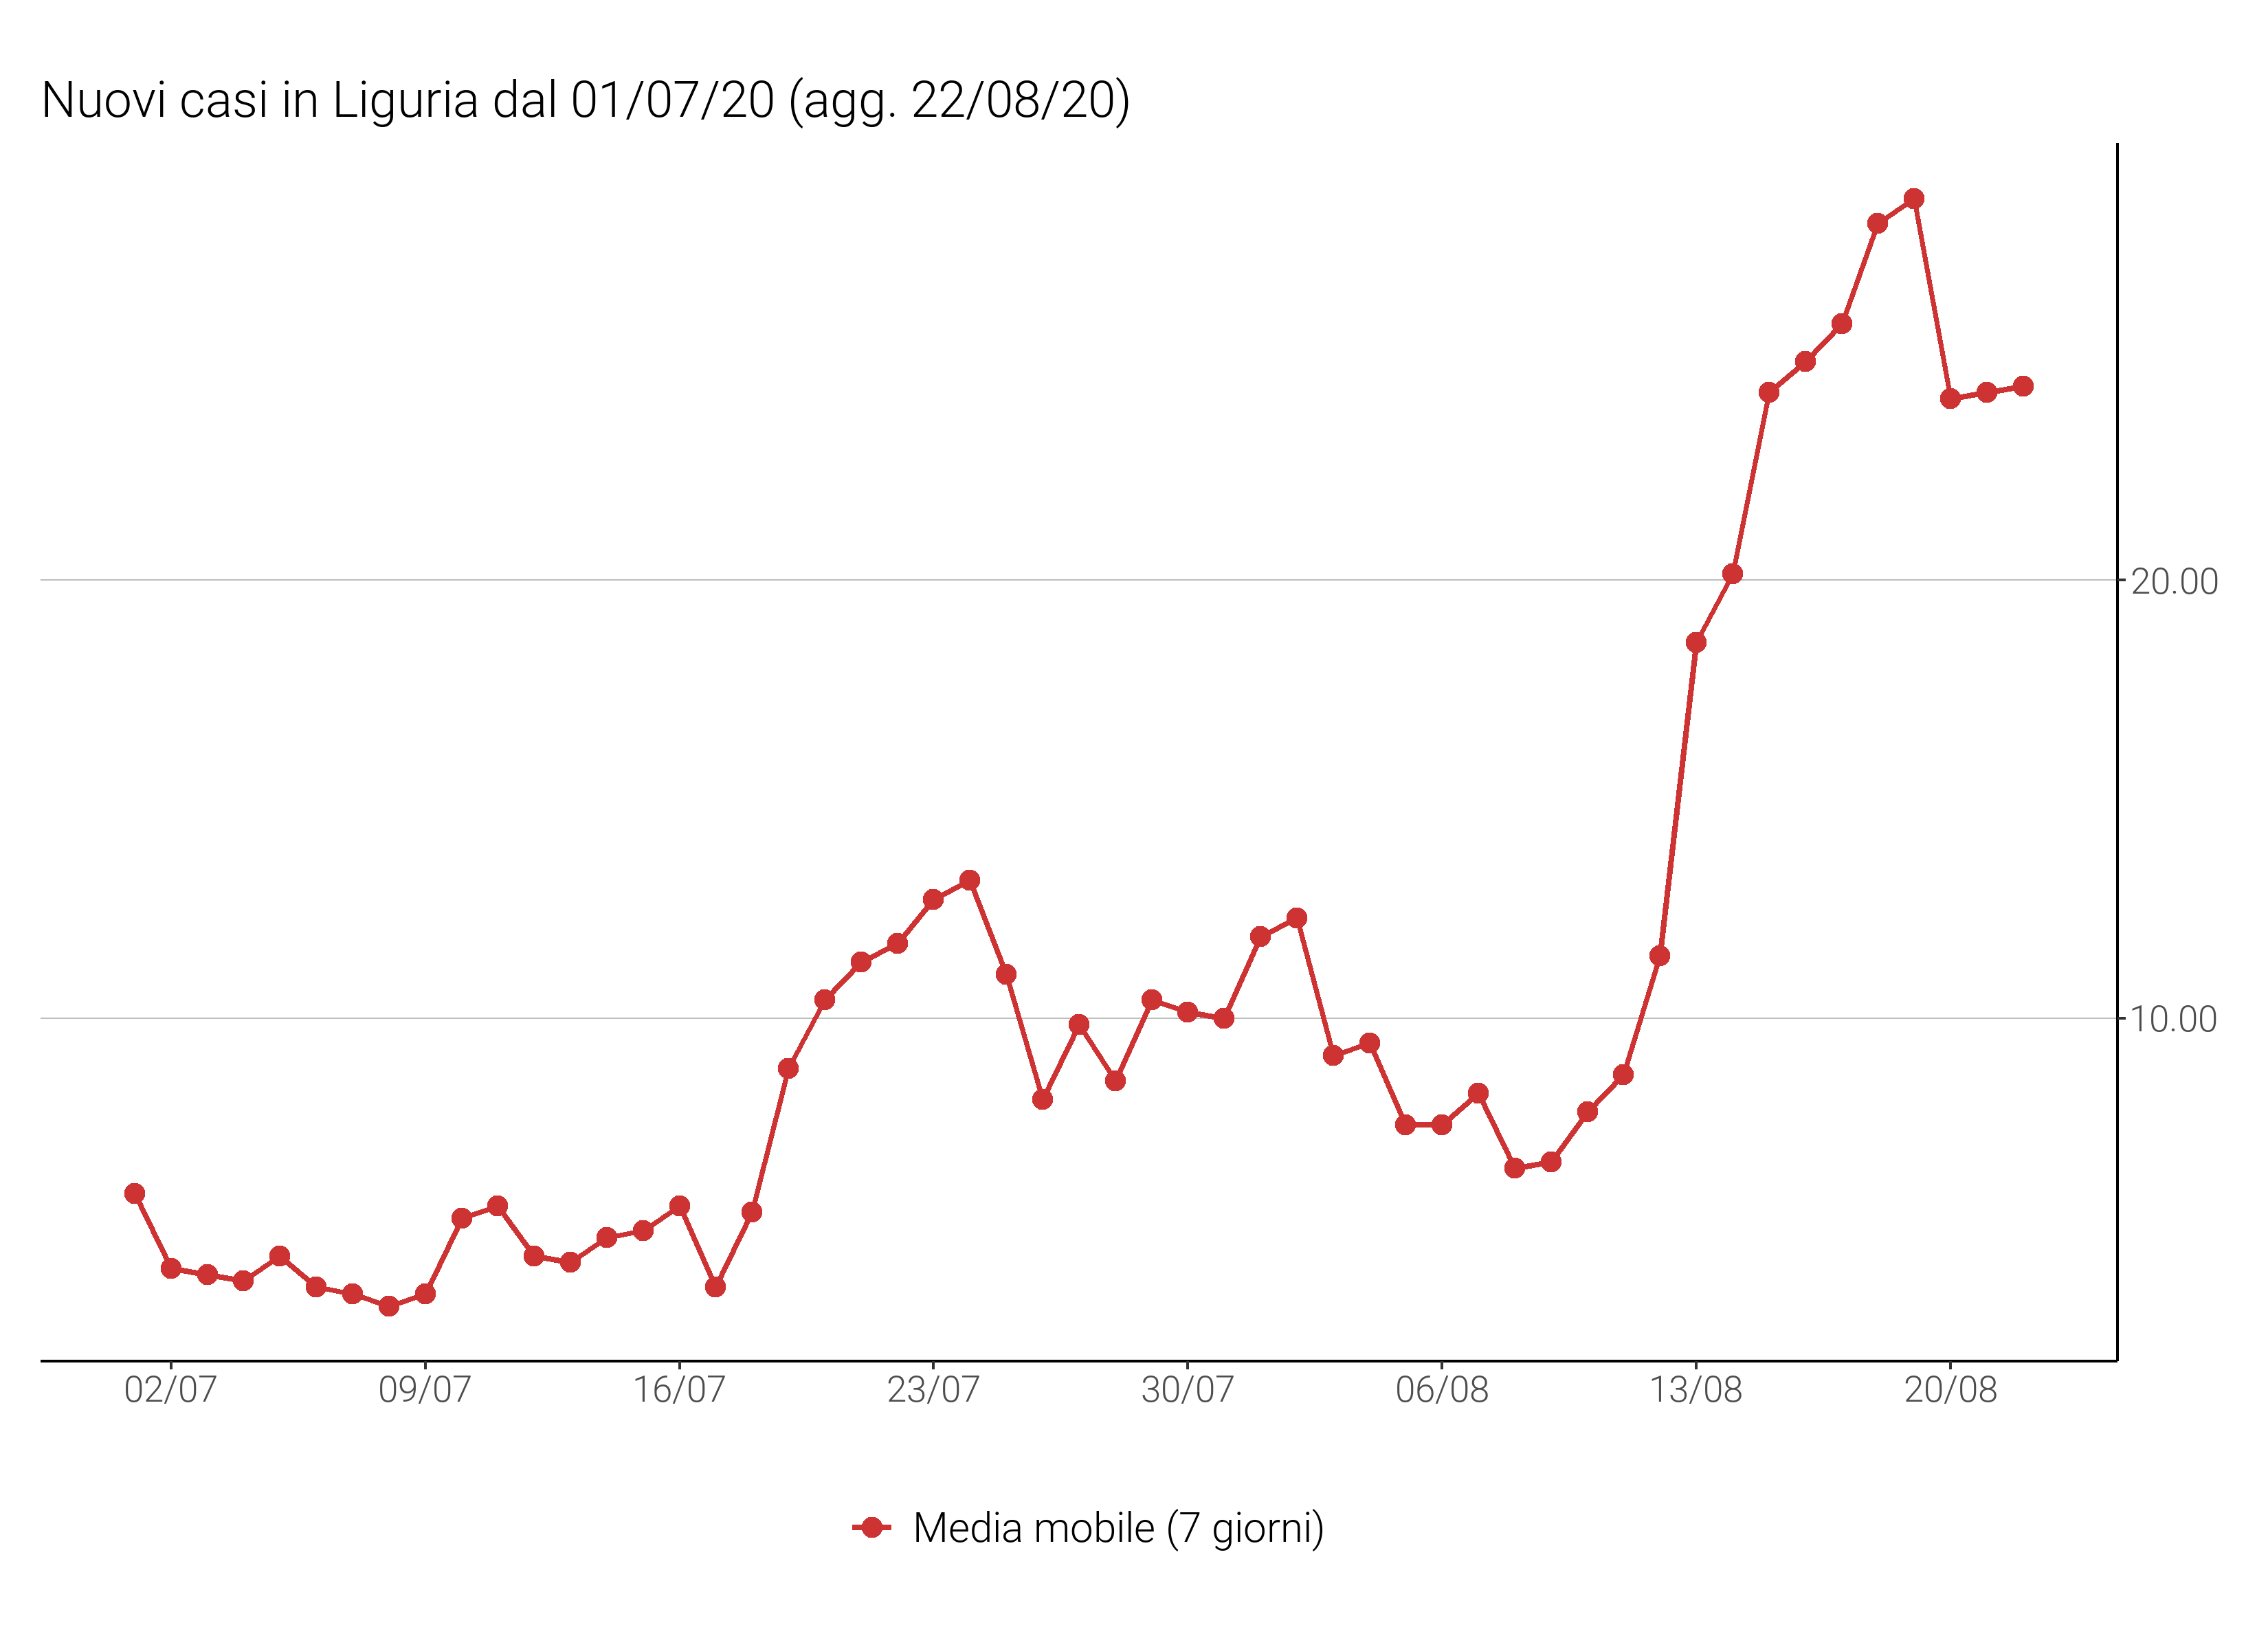 Nuovi casi in Liguria dal 01/07/20 (agg. 22/08/20)
20.00
10.00
02/07 09/07 16/07 23/07 30/07 06/08 13/08 20/08
Media mobile (7 giorni)